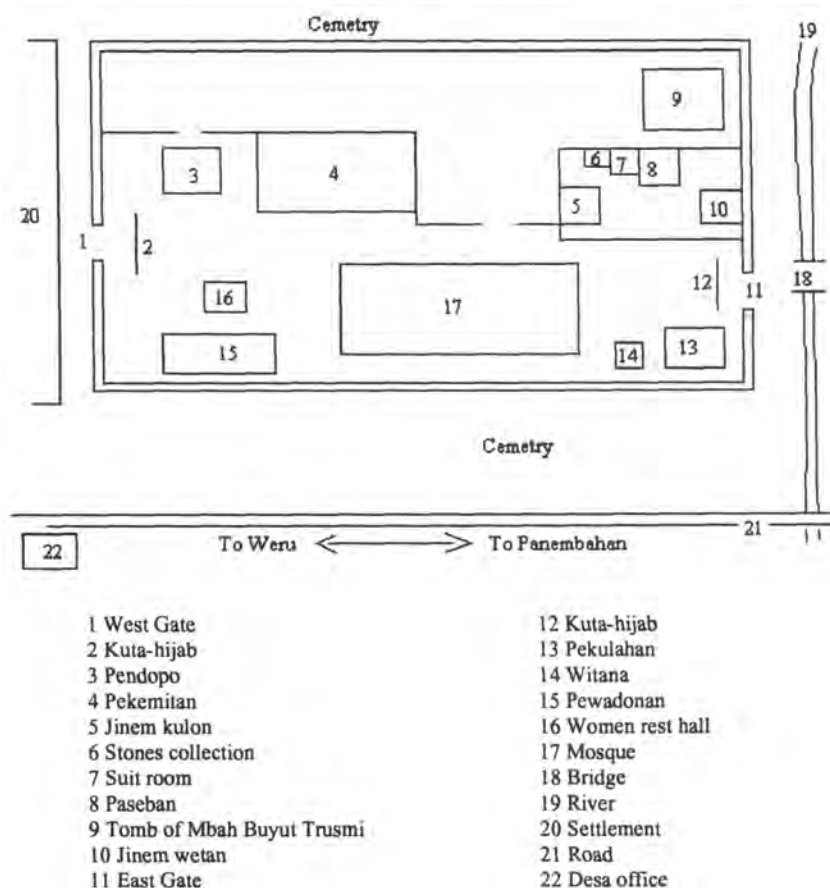 Cemetry
19
9
3
4
6
7
8
5
10
20
1
2
12
11
18
16
17
15
14
13
Cemetry
21
22
To Weru
To Panembahan
1 West Gate
2 Kuta-hijab
3 Pendopo
4 Pekemitan
5 Jinem kulon
6 Stones collection
7 Suit room
8 Paseban
9 Tomb of Mbah Buyut Trusmi
10 Jinem wetan
11 East Gate
12 Kuta-hijab
13 Pekulahan
14 Witana
15 Pewadonan
16 Women rest hall
17 Mosque
18 Bridge
19 River
20 Settlement
21 Road
22 Desa office